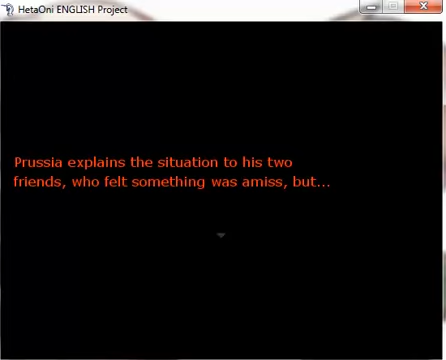 HetaOni ENGLISH Project
Prussia explains the situation to his two
friends, who felt something was amiss, but...